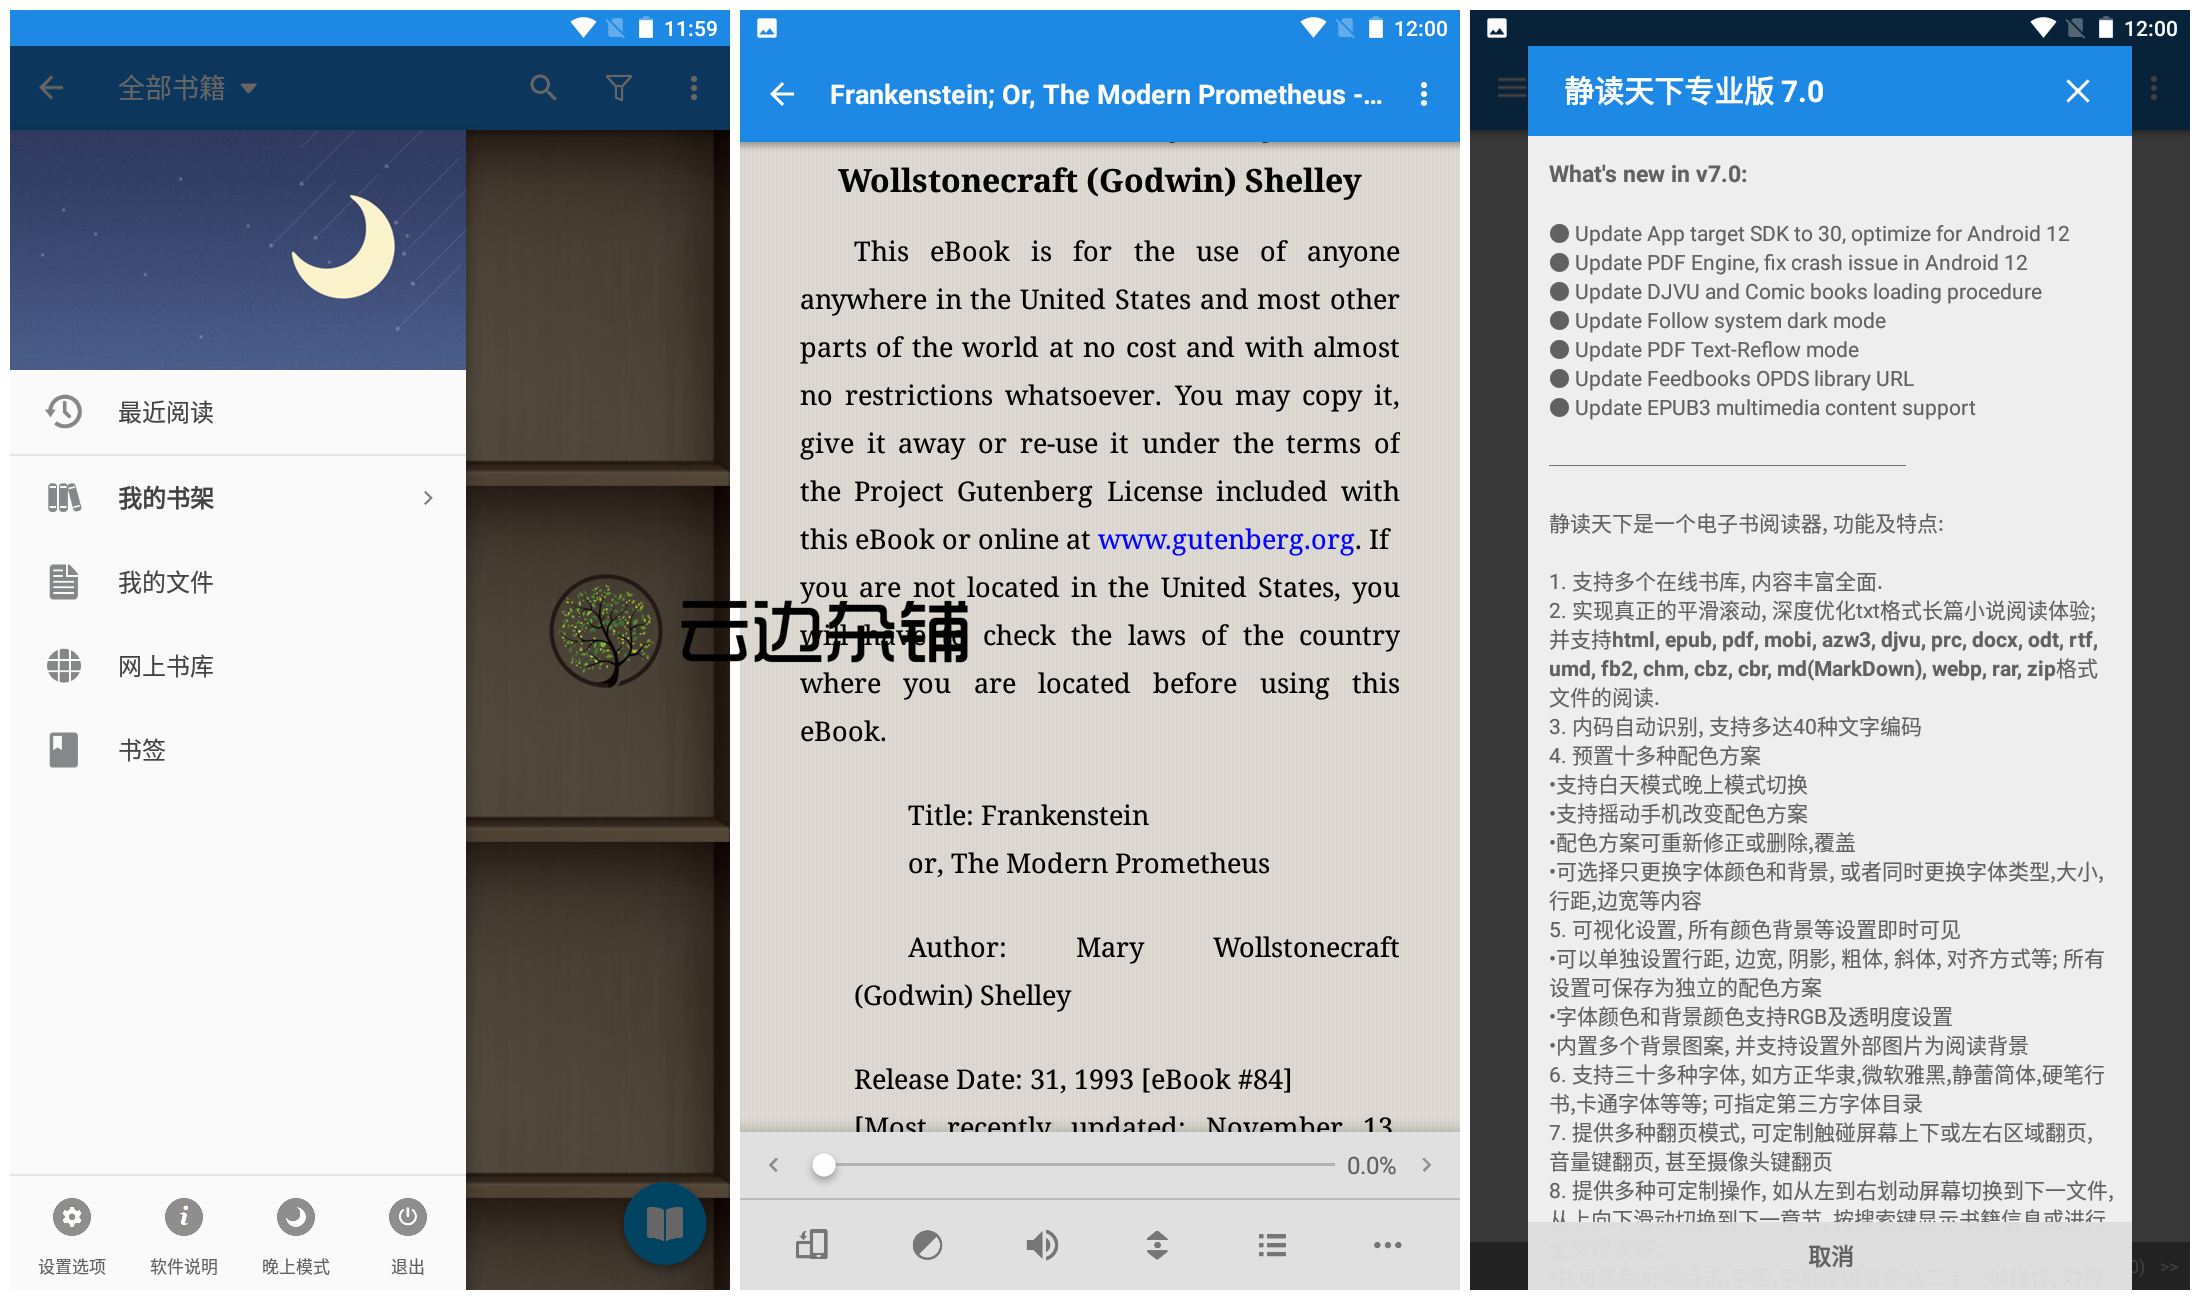 11:59
全部书籍
最近阅读
我的书架
我的文件
网上书库
书签
设置选项
软件说明
晚上模式
退出
云边杂铺
12:00
Frankenstein; Or, The Modern Prometheus -...
Wollstonecraft (Godwin) Shelley
This eBook is for the use of anyone
anywhere in the United States and most other
parts of the world at no cost and with almost
no restrictions whatsoever. You may copy it,
give it away or re-use it under the terms of
the Project Gutenberg License included with
this eBook or online at www.gutenberg.org. If
you are not located in the United States, you
will have to check the laws of the country
where you are located before using this
eBook.
Title: Frankenstein
or, The Modern Prometheus
Author: Mary Wollstonecraft
(Godwin) Shelley
Release Date: 31, 1993 [eBook #84]
[Most recently updated: November 13,
0.0%
12:00
静读天下专业版 7.0
What's new in v7.0:
● Update App target SDK to 30, optimize for Android 12
● Update PDF Engine, fix crash issue in Android 12
● Update DJVU and Comic books loading procedure
● Update Follow system dark mode
● Update PDF Text-Reflow mode
● Update Feedbooks OPDS library URL
● Update EPUB3 multimedia content support
静读天下是一个电子书阅读器, 功能及特点:
1. 支持多个在线书库, 内容丰富全面.
2. 实现真正的平滑滚动, 深度优化txt格式长篇小说阅读体验;
并支持html, epub, pdf, mobi, azw3, djvu, prc, docx, odt, rtf,
umd, fb2, chm, cbz, cbr, md(MarkDown), webp, rar, zip格式
文件的阅读.
3. 内码自动识别, 支持多达40种文字编码
4. 预置十多种配色方案
•支持白天模式晚上模式切换
•支持摇动手机改变配色方案
•配色方案可重新修正或删除,覆盖
•可选择只更换字体颜色和背景, 或者同时更换字体类型,大小,
行距,边宽等内容
5. 可视化设置, 所有颜色背景等设置即时可见
•可以单独设置行距, 边宽, 阴影, 粗体, 斜体, 对齐方式等; 所有
设置可保存为独立的配色方案
•字体颜色和背景颜色支持RGB及透明度设置
•内置多个背景图案, 并支持设置外部图片为阅读背景
6. 支持三十多种字体, 如方正华隶,微软雅黑,静蕾简体,硬笔行
书,卡通字体等等; 可指定第三方字体目录
7. 提供多种翻页模式, 可定制触碰屏幕上下或左右区域翻页,
音量键翻页, 甚至摄像头键翻页
8. 提供多种可定制操作, 如从左到右划动屏幕切换到下一文件,
从上向下滑动切换到下一章节, 按搜索键显示书籍信息或进行
取消
0) >>